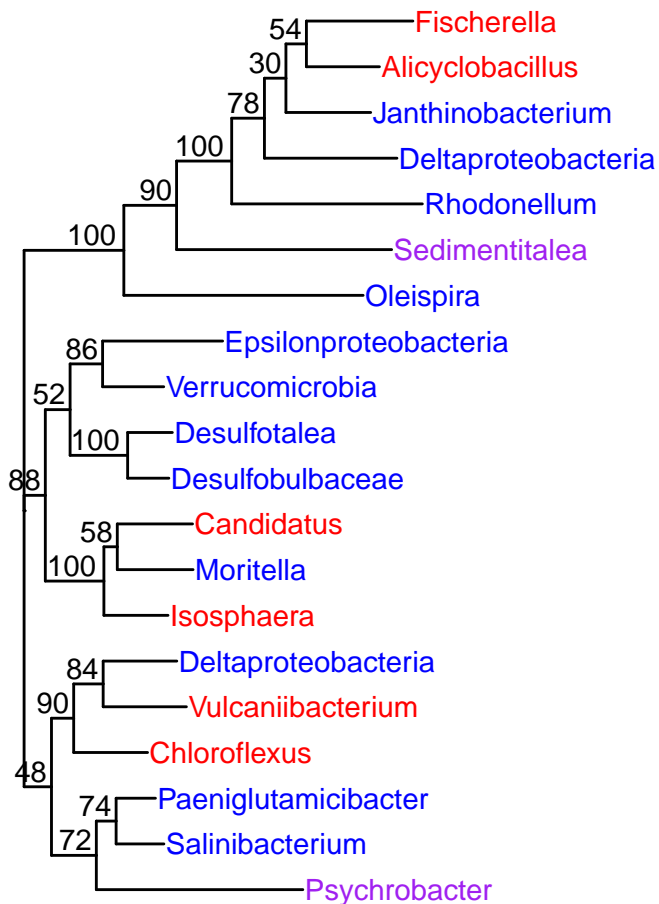 54
Fischerella
30
Alicyclobacillus
78
Janthinobacterium
100
Deltaproteobacteria
90
Rhodonellum
100
Sedimentitalea
Oleispira
86
Epsilonproteobacteria
52
Verrucomicrobia
100
Desulfotalea
88
Desulfobulbaceae
58
Candidatus
100
Moritella
Isosphaera
84
Deltaproteobacteria
90
Vulcaniibacterium
48
Chloroflexus
74
Paeniglutamicibacter
72
Salinibacterium
Psychrobacter